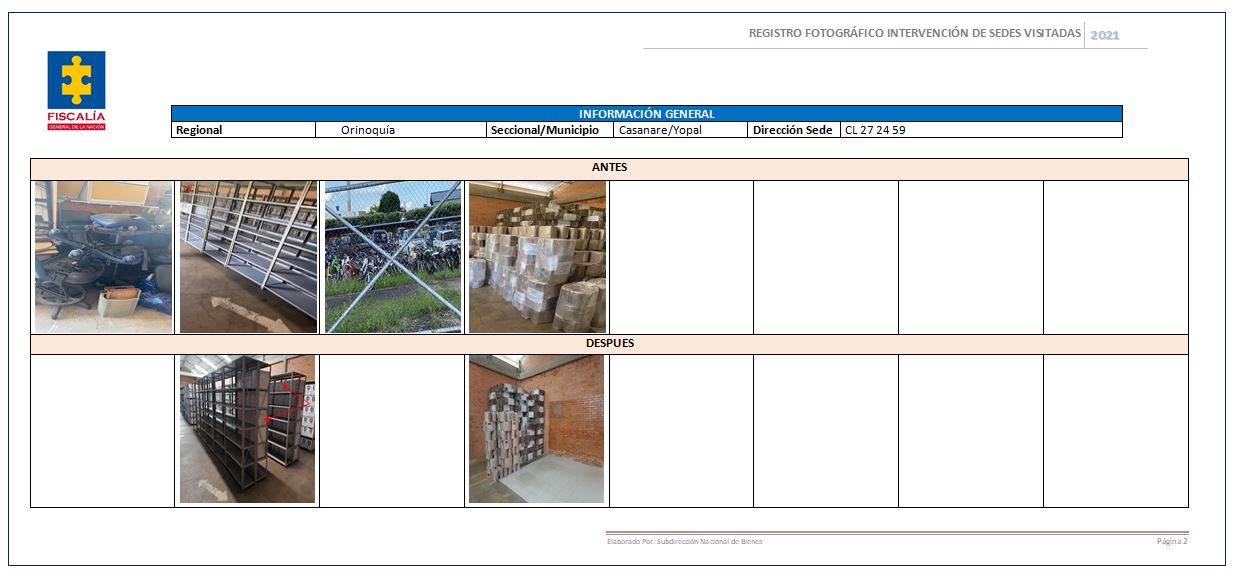 REGISTRO FOTOGRÁFICO INTERVENCIÓN DE SEDES VISITADAS 2021
FISCALÍA
GENERAL DE LA NACIÓN
INFORMACIÓN GENERAL
Regional Orinoquía Seccional/Municipio Casanare/Yopal Dirección Sede CL 27 24 59
ANTES
DESPUES
Elaborado Por: Subdirección Nacional de Bienes Página 2